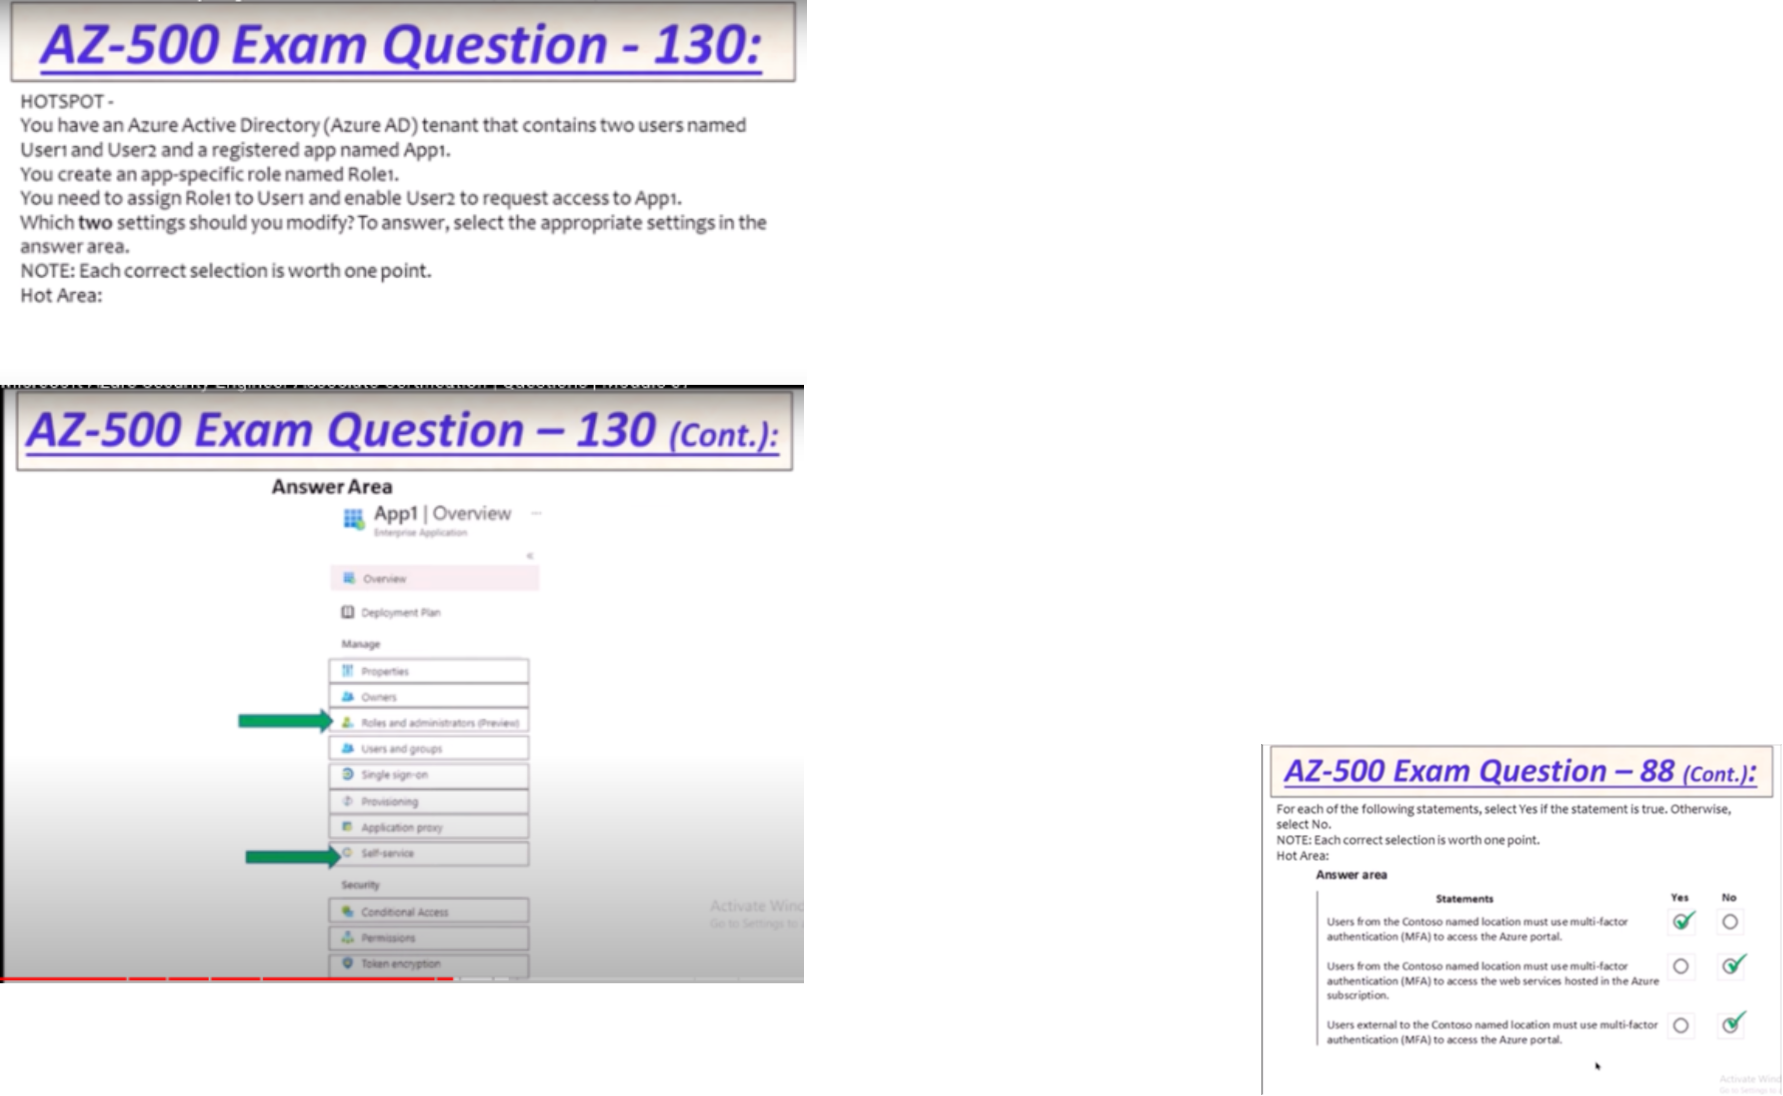 AZ-500 Exam Question - 130:
HOTSPOT -
You have an Azure Active Directory (Azure AD) tenant that contains two users named
User1 and User2 and a registered app named App1.
You create an app-specific role named Role1.
You need to assign Role1 to User1 and enable User2 to request access to App1.
Which two settings should you modify? To answer, select the appropriate settings in the
answer area.
NOTE: Each correct selection is worth one point.
Hot Area:
AZ-500 Exam Question – 130 (Cont.):
Answer Area
App1 | Overview
Enterprise Application
Overview
Deployment Plan
Manage
Properties
Owners
Roles and administrators (Preview)
Users and groups
Single sign-on
Provisioning
Application proxy
Self-service
Security
Conditional Access
Permissions
Token encryption
Activate Wind
Go to Settings to
AZ-500 Exam Question – 88 (Cont.):
For each of the following statements, select Yes if the statement is true. Otherwise,
select No.
NOTE: Each correct selection is worth one point.
Hot Area:
Answer area
Statements Yes No
Users from the Contoso named location must use multi-factor
authentication (MFA) to access the Azure portal.
Users from the Contoso named location must use multi-factor
authentication (MFA) to access the web services hosted in the Azure
subscription.
Users external to the Contoso named location must use multi-factor
authentication (MFA) to access the Azure portal.
Activate Wind
Go to Settings to